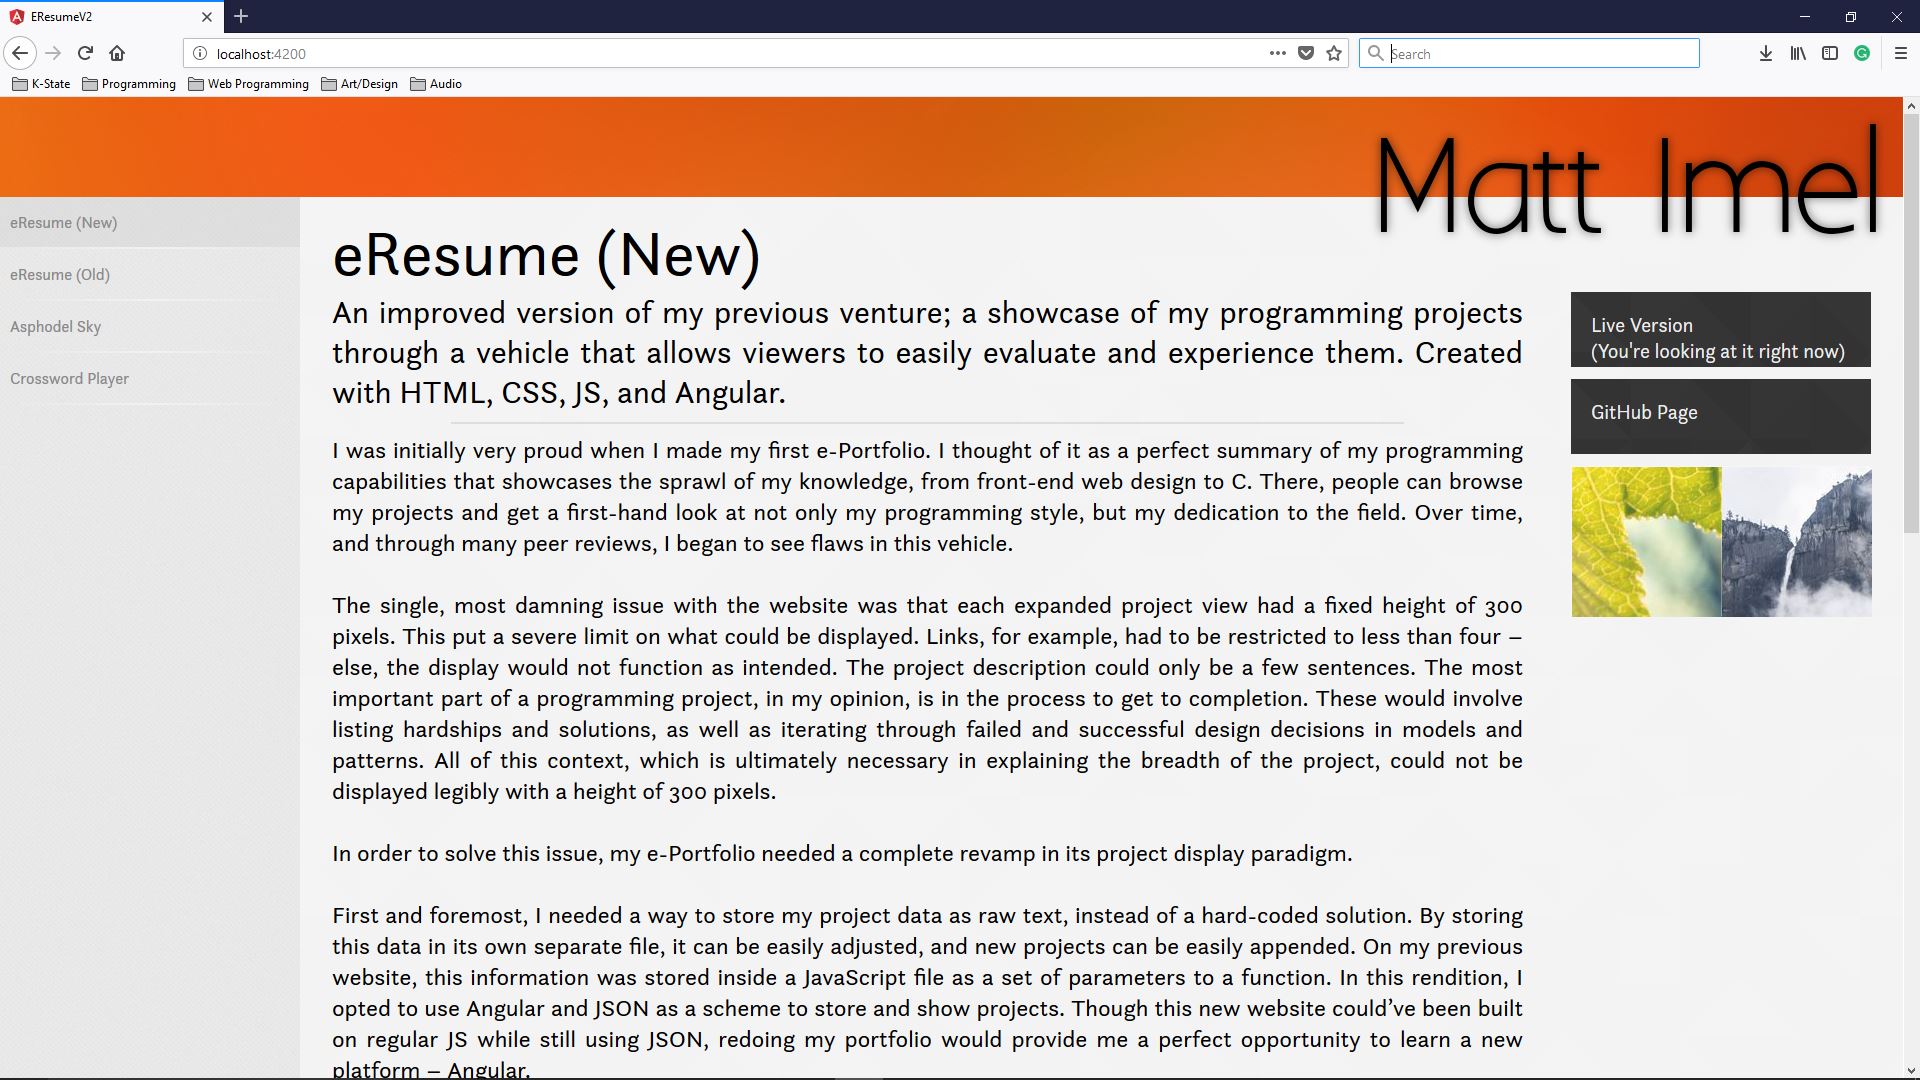 EResumeV2
localhost:4200
Search
K-State
Programming
Web Programming
Art/Design
Audio
Matt Imel
eResume (New)
eResume (Old)
Asphodel Sky
Crossword Player
eResume (New)
An improved version of my previous venture; a showcase of my programming projects
through a vehicle that allows viewers to easily evaluate and experience them. Created
with HTML, CSS, JS, and Angular.
I was initially very proud when I made my first e-Portfolio. I thought of it as a perfect summary of my programming
capabilities that showcases the sprawl of my knowledge, from front-end web design to C. There, people can browse
my projects and get a first-hand look at not only my programming style, but my dedication to the field. Over time,
and through many peer reviews, I began to see flaws in this vehicle.
The single, most damning issue with the website was that each expanded project view had a fixed height of 300
pixels. This put a severe limit on what could be displayed. Links, for example, had to be restricted to less than four –
else, the display would not function as intended. The project description could only be a few sentences. The most
important part of a programming project, in my opinion, is in the process to get to completion. These would involve
listing hardships and solutions, as well as iterating through failed and successful design decisions in models and
patterns. All of this context, which is ultimately necessary in explaining the breadth of the project, could not be
displayed legibly with a height of 300 pixels.
In order to solve this issue, my e-Portfolio needed a complete revamp in its project display paradigm.
First and foremost, I needed a way to store my project data as raw text, instead of a hard-coded solution. By storing
this data in its own separate file, it can be easily adjusted, and new projects can be easily appended. On my previous
website, this information was stored inside a JavaScript file as a set of parameters to a function. In this rendition, I
opted to use Angular and JSON as a scheme to store and show projects. Though this new website could’ve been built
on regular JS while still using JSON, redoing my portfolio would provide me a perfect opportunity to learn a new
platform – Angular.
Live Version
(You're looking at it right now)
GitHub Page